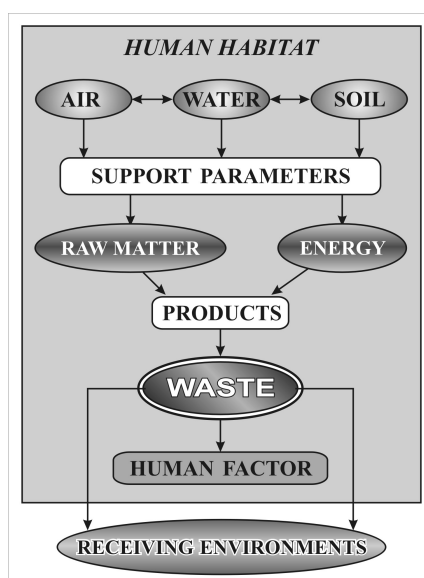 HUMAN HABITAT
AIR
WATER
SOIL
SUPPORT PARAMETERS
RAW MATTER
ENERGY
PRODUCTS
WASTE
HUMAN FACTOR
RECEIVING ENVIRONMENTS